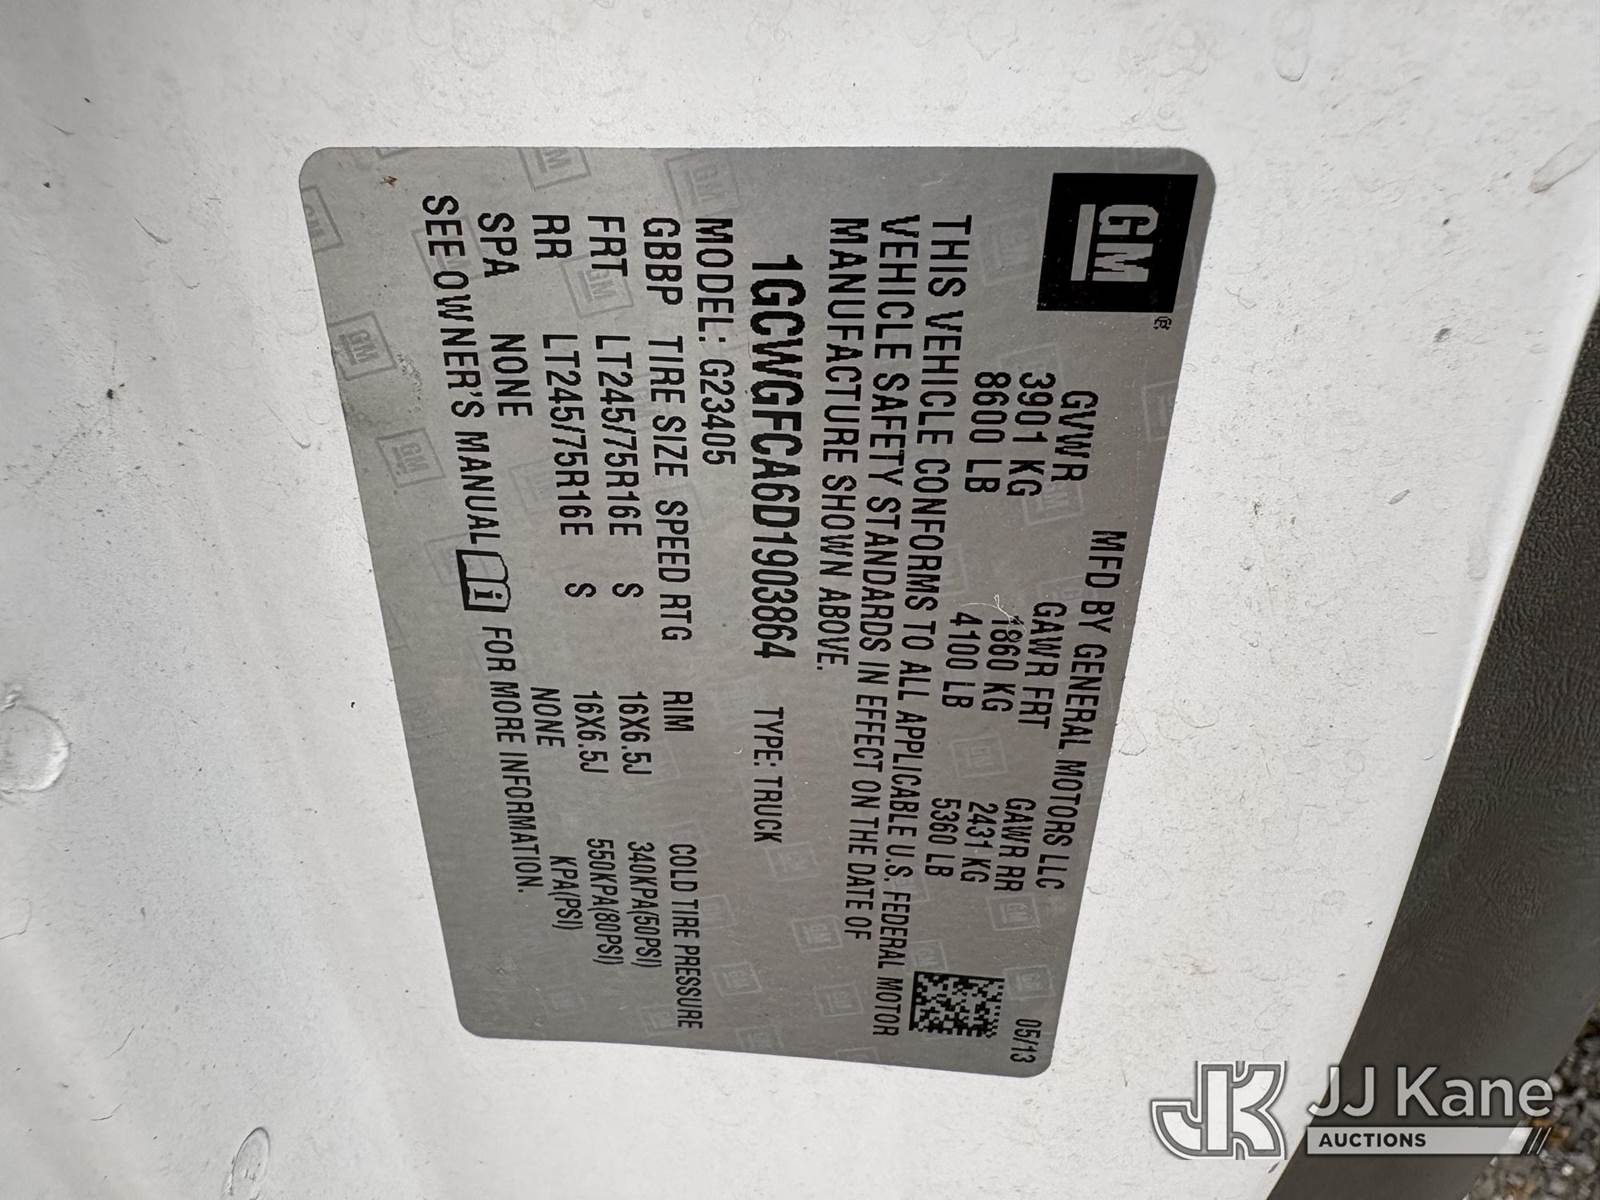 GM
®
MFD BY GENERAL MOTORS LLC 05/13
GVWR GAWR FRT GAWR RR
3901 KG 1860 KG 2431 KG
8600 LB 4100 LB 5360 LB
THIS VEHICLE CONFORMS TO ALL APPLICABLE U.S. FEDERAL MOTOR
VEHICLE SAFETY STANDARDS IN EFFECT ON THE DATE OF
MANUFACTURE SHOWN ABOVE.
1GCWGFCA6D1903864 TYPE: TRUCK
MODEL: G23405
GBBP TIRE SIZE SPEED RTG RIM COLD TIRE PRESSURE
FRT LT245/75R16E S 16X6.5J 340KPA(50PSI)
RR LT245/75R16E S 16X6.5J 550KPA(80PSI)
SPA NONE NONE KPA(PSI)
SEE OWNER'S MANUAL i FOR MORE INFORMATION.
JK JJ Kane
AUCTIONS